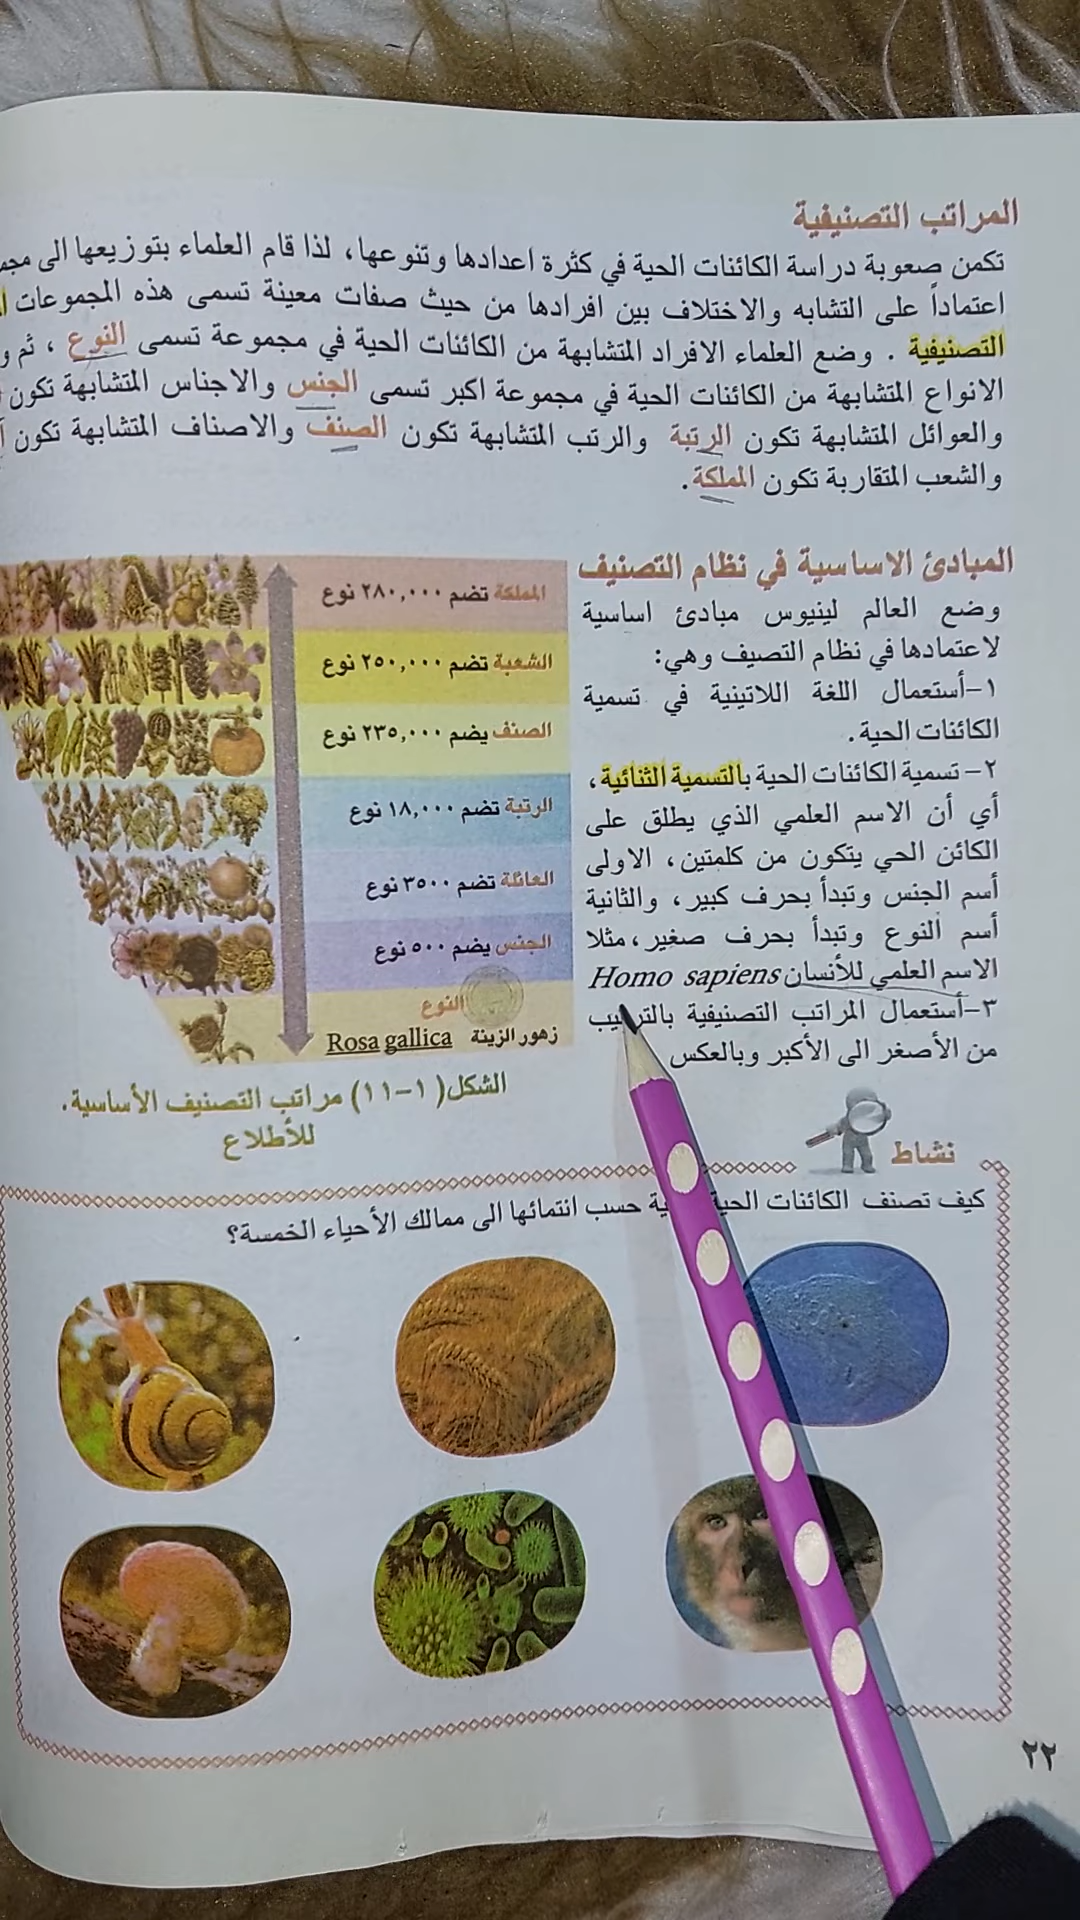 المراتب التصنيفية
تكمن صعوبة دراسة الكائنات الحية في كثرة اعدادها وتنوعها، لذا قام العلماء بتوزيعها الى
اعتماداً على التشابه والاختلاف بين افرادها من حيث صفات معينة تسمى هذه المجموعات
التصنيفية . وضع العلماء الافراد المتشابهة من الكائنات الحية في مجموعة تسمى النوع ، ثم
الانواع المتشابهة من الكائنات الحية في مجموعة اكبر تسمى الجنس والاجناس المتشابهة تكون
والعوائل المتشابهة تكون الرتبة والرتب المتشابهة تكون الصنف والاصناف المتشابهة تكون
والشعب المتقاربة تكون المملكة .
المبادئ الاساسية في نظام التصنيف
وضع العالم لينيوس مبادئ اساسية
لاعتمادها في نظام التصيف وهي:
١-أستعمال اللغة اللاتينية في تسمية
الكائنات الحية .
٢- تسمية الكائنات الحية بالتسمية الثنائية ،
أي أن الاسم العلمي الذي يطلق على
الكائن الحي يتكون من كلمتين، الاولى
أسم الجنس وتبدأ بحرف كبير، والثانية
أسم النوع وتبدأ بحرف صغير، مثلا
الاسم العلمي للأنسان Homo sapiens
٣-أستعمال المراتب التصنيفية بالترتيب
من الأصغر الى الأكبر وبالعكس
المملكة تضم ٢٨٠,٠٠٠ نوع
الشعبة تضم ٢٥٠,٠٠٠ نوع
الصنف يضم ٢٣٥,٠٠٠ نوع
الرتبة تضم ١٨,٠٠٠ نوع
العائلة تضم ٣٥٠٠ نوع
الجنس يضم ٥٠٠ نوع
النوع
زهور الزينة Rosa gallica
الشكل( ١-١١) مراتب التصنيف الأساسية .
للأطلاع
نشاط
كيف تصنف الكائنات الحية حسب انتمائها الى ممالك الأحياء الخمسة؟
٢٢